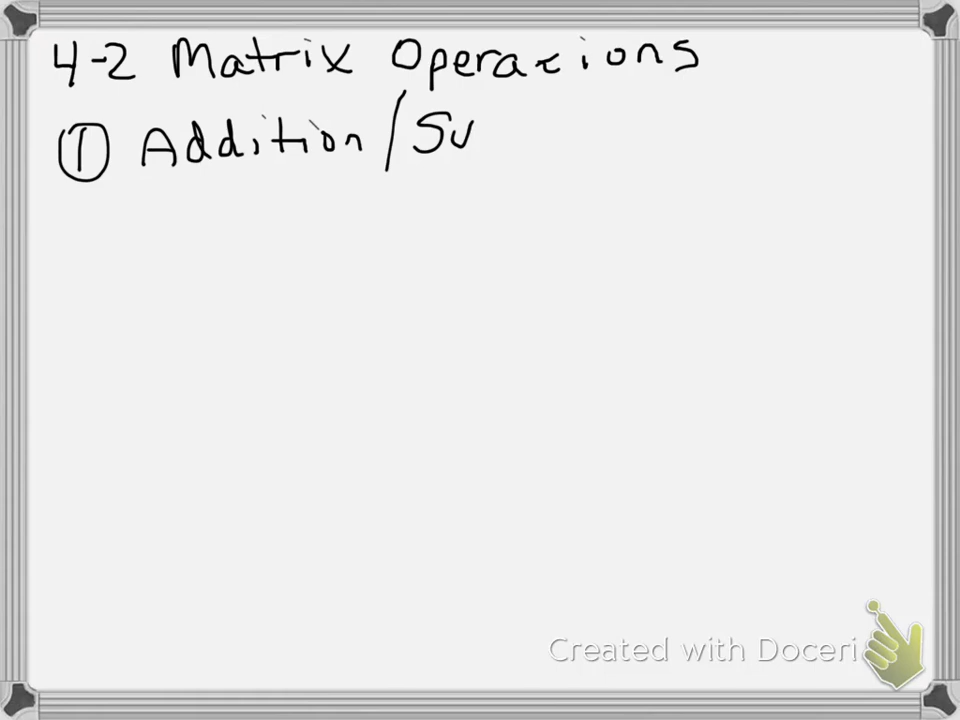 4-2 Matrix Operations
① Addition/Su
Created with Doceri